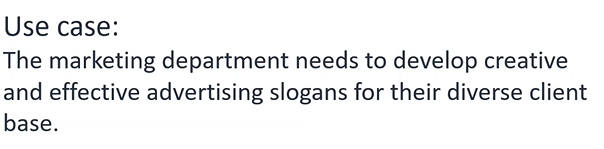 Use case:
The marketing department needs to develop creative
and effective advertising slogans for their diverse client
base.